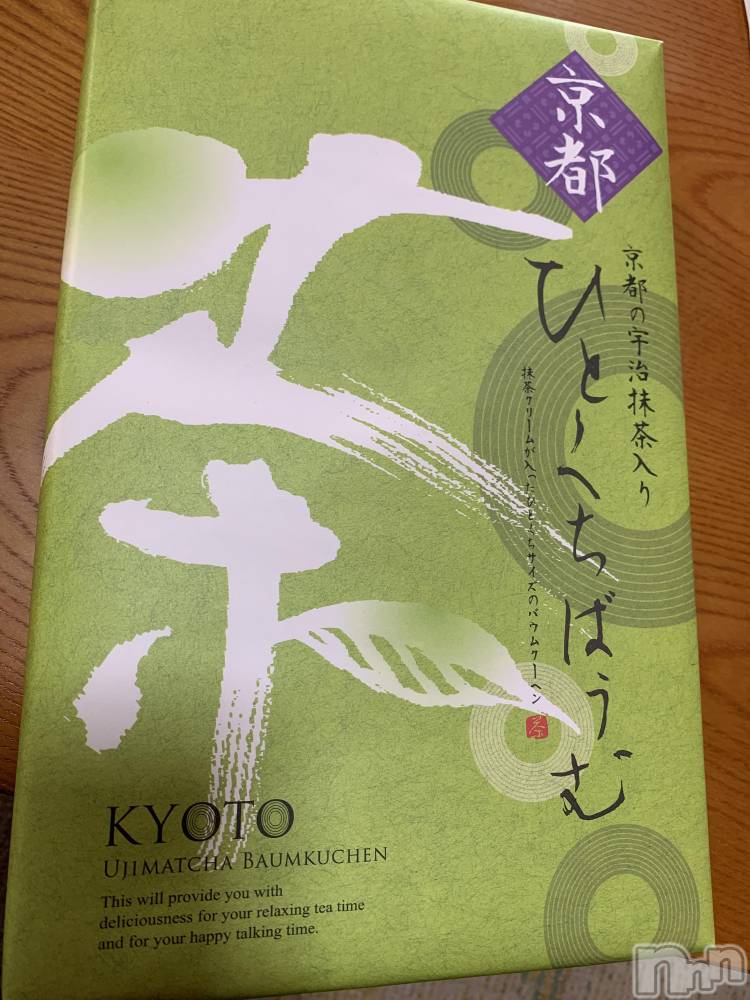 京都
京都の宇治抹茶入り
ひとくちばうむ
抹茶クリームが入ったひとくちサイズのバウムクーヘン
茶
茶
KYOTO
UJIMATCHA BAUMKUCHEN
This will provide you with
deliciousness for your relaxing tea time
and for your happy talking time.
nnn